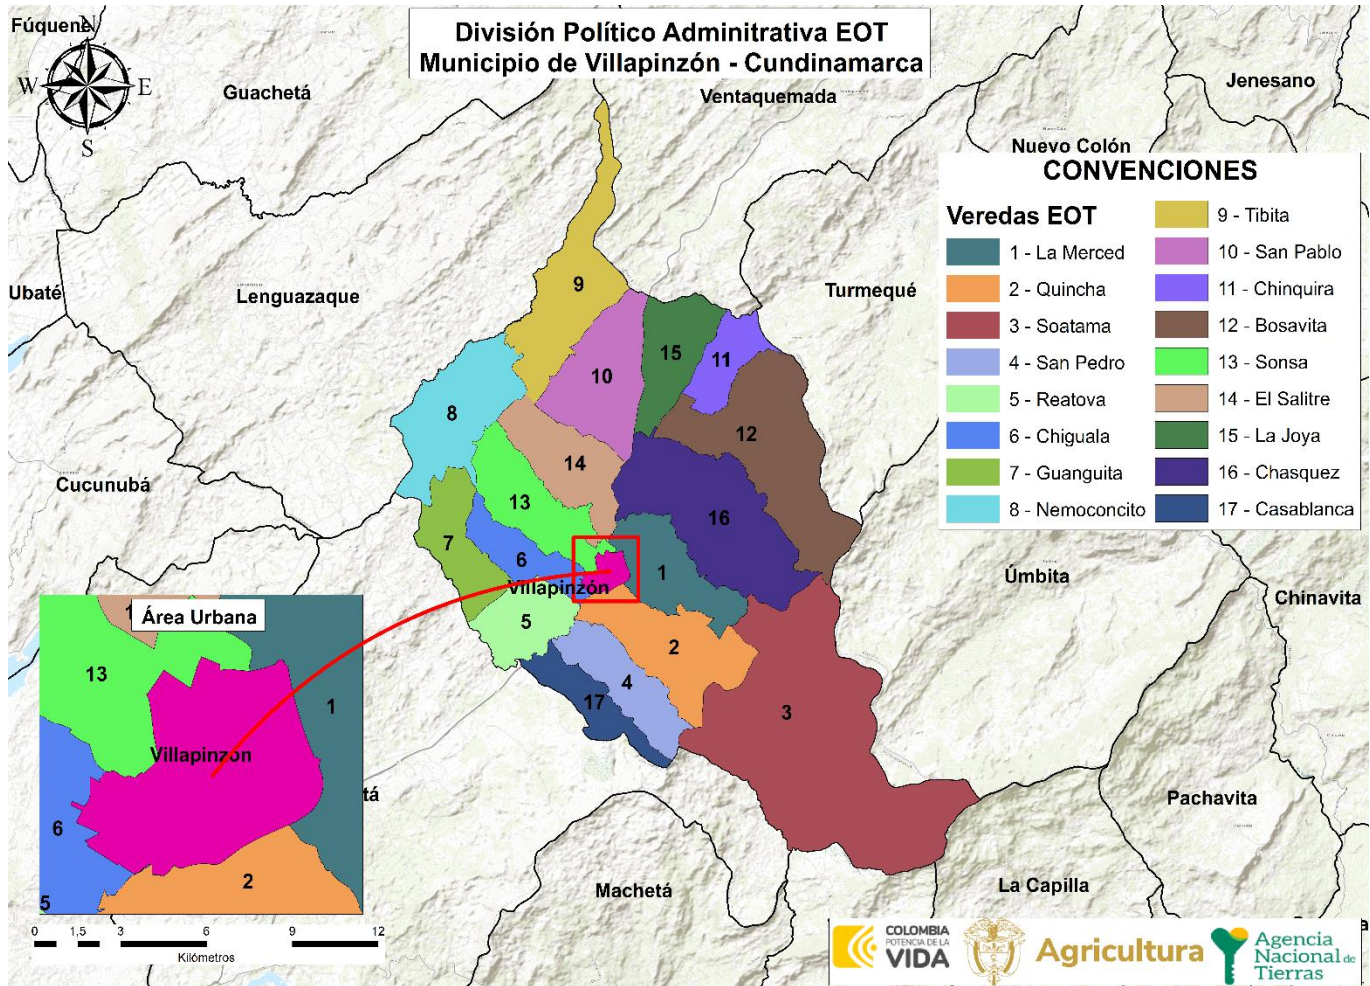 División Político Adminitrativa EOT
Municipio de Villapinzón - Cundinamarca
Fúquene
N
W
E
S
Guachetá
Ventaquemada
Jenesano
Nuevo Colón
Ubaté
Lenguazaque
Turmequé
Cucunubá
Úmbita
Chinavita
Pachavita
La Capilla
Machetá
Villapinzón
tá
a
CONVENCIONES
Veredas EOT
1 - La Merced
2 - Quincha
3 - Soatama
4 - San Pedro
5 - Reatova
6 - Chiguala
7 - Guanguita
8 - Nemoconcito
9 - Tibita
10 - San Pablo
11 - Chinquira
12 - Bosavita
13 - Sonsa
14 - El Salitre
15 - La Joya
16 - Chasquez
17 - Casablanca
9
15
11
10
8
12
14
13
16
7
6
1
5
2
4
17
3
Área Urbana
1
13
1
Villapinzón
6
2
5
0 1,5 3 6 9 12
Kilómetros
COLOMBIA
POTENCIA DE LA
VIDA
Agricultura
Agencia
Nacional de
Tierras